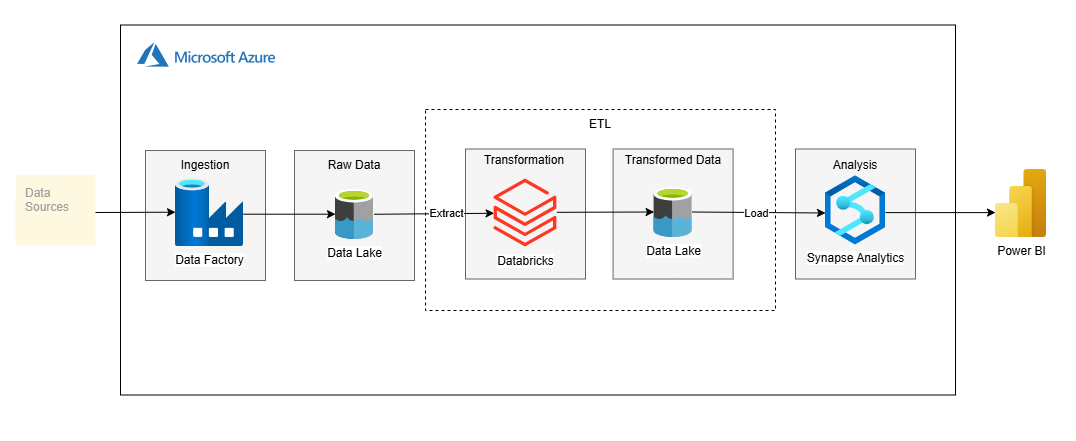 Microsoft Azure
ETL
Ingestion
Raw Data
Transformation
Transformed Data
Analysis
Data
Sources
Extract
Load
Data Factory
Data Lake
Databricks
Data Lake
Synapse Analytics
Power BI